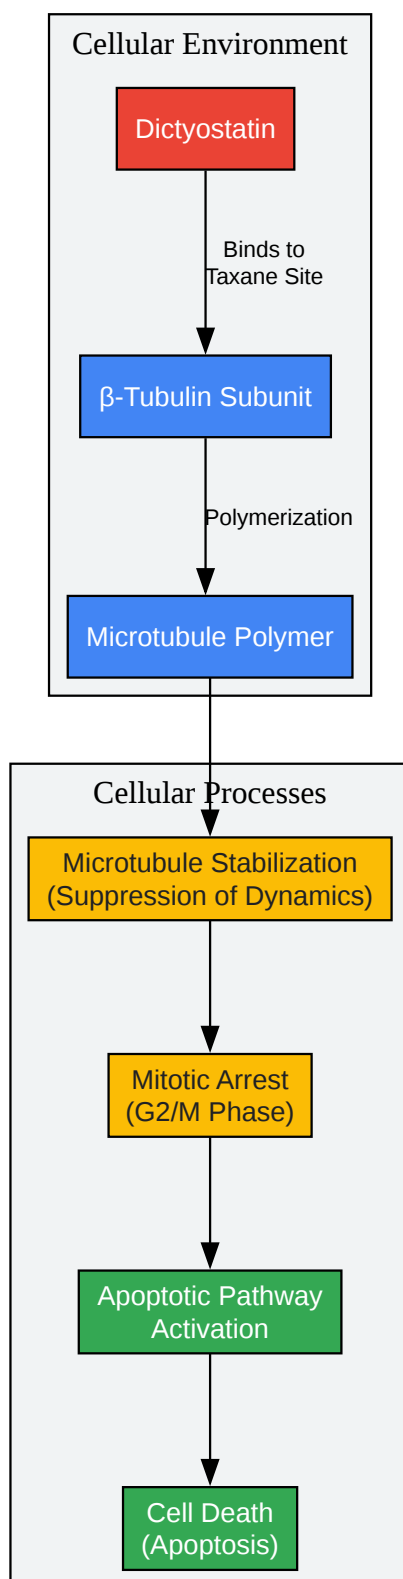 Cellular Environment
Dictyostatin
Binds to
Taxane Site
β-Tubulin Subunit
Polymerization
Microtubule Polymer
Cellular Processes
Microtubule Stabilization
(Suppression of Dynamics)
Mitotic Arrest
(G2/M Phase)
Apoptotic Pathway
Activation
Cell Death
(Apoptosis)